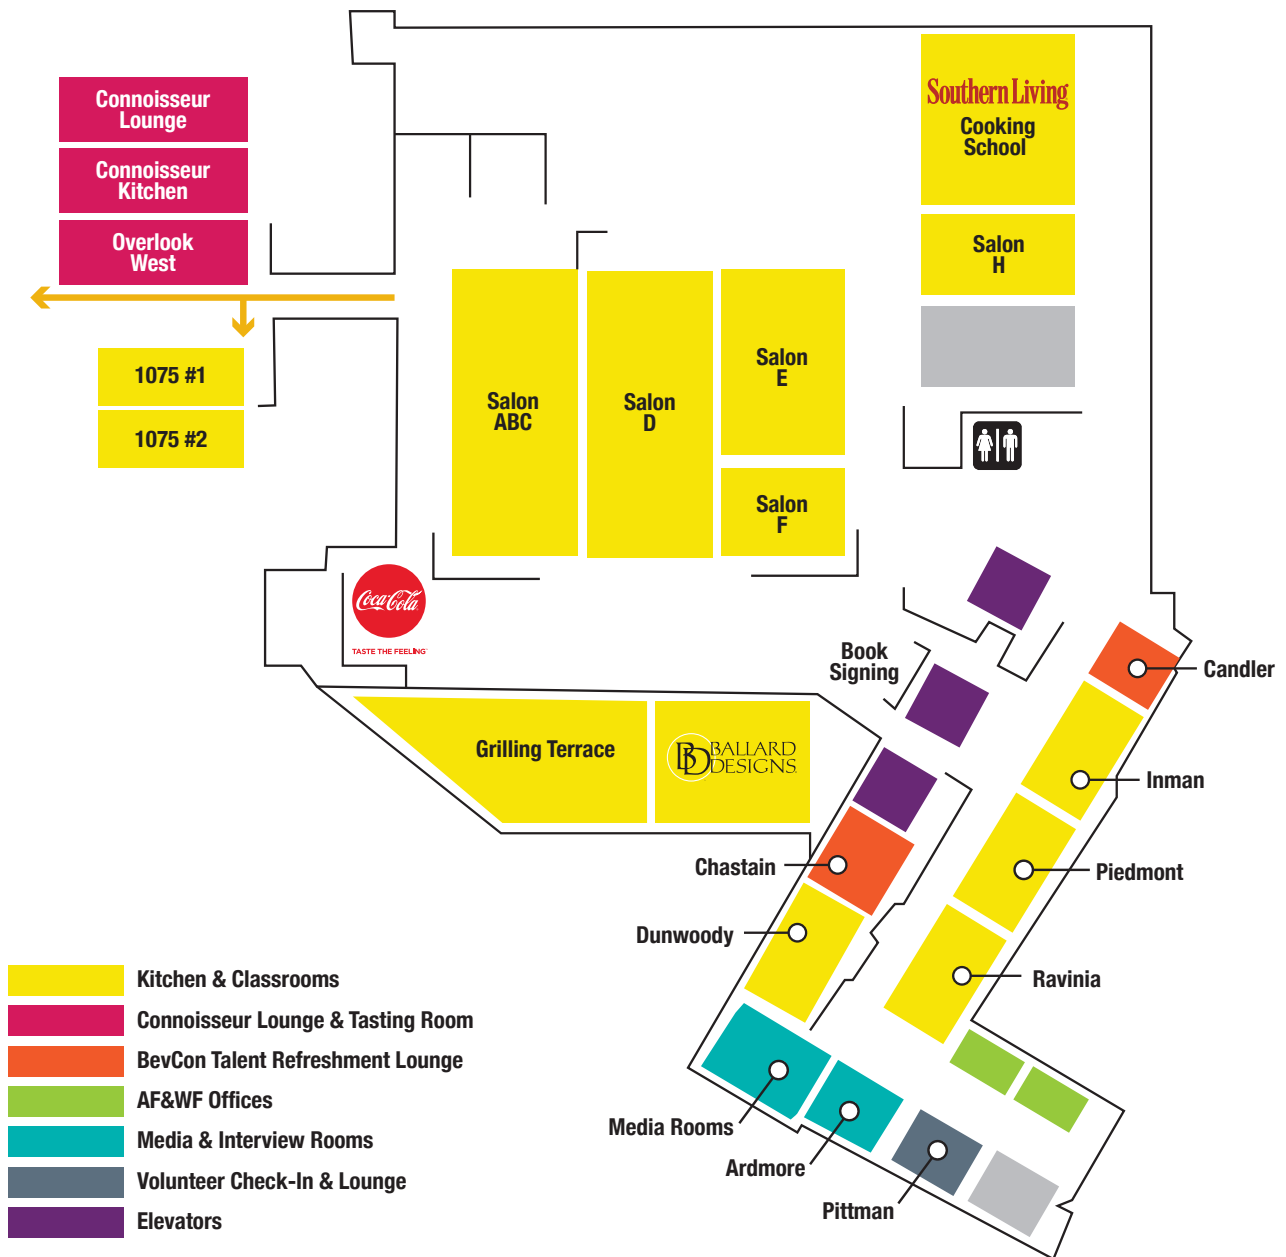 Connoisseur
Lounge
Connoisseur
Kitchen
Overlook
West
1075 #1
1075 #2
Southern Living
Cooking
School
Salon
H
Salon
ABC
Salon
D
Salon
E
Salon
F
Coca-Cola
TASTE THE FEELING
Book
Signing
Grilling Terrace
BD
BALLARD
DESIGNS
Candler
Inman
Piedmont
Ravinia
Chastain
Dunwoody
Media Rooms
Ardmore
Pittman
Kitchen & Classrooms
Connoisseur Lounge & Tasting Room
BevCon Talent Refreshment Lounge
AF&WF Offices
Media & Interview Rooms
Volunteer Check-In & Lounge
Elevators